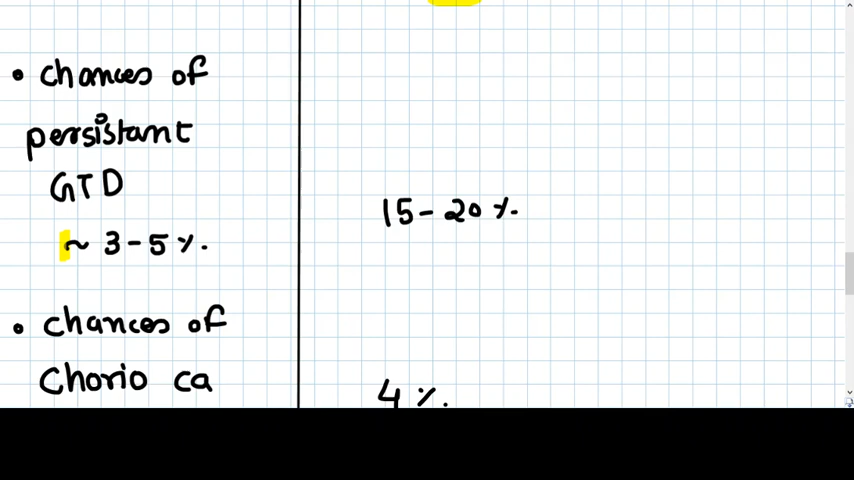 • chances of
persistant
GTD
~ 3-5 %.
15-20 %.
• chances of
Chorio ca
4 %.